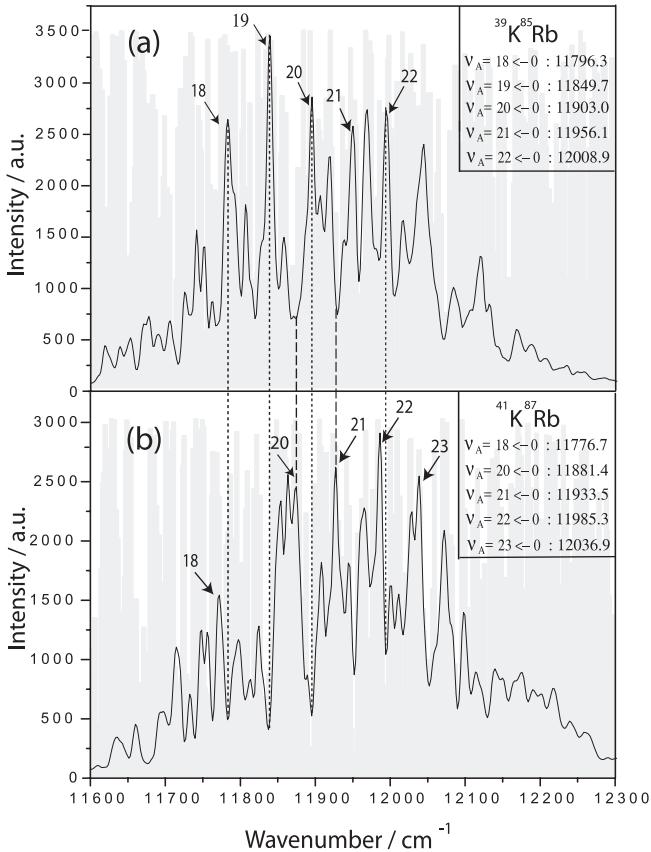 (a)
3500
3000
2500
2000
1500
1000
500
0
Intensity / a.u.
18
19
20
21
22
³⁹K⁸⁵Rb
νA= 18 <- 0 : 11796.3
νA= 19 <- 0 : 11849.7
νA= 20 <- 0 : 11903.0
νA= 21 <- 0 : 11956.1
νA= 22 <- 0 : 12008.9
(b)
3000
2500
2000
1500
1000
500
0
Intensity / a.u.
18
20
21
22
23
⁴¹K⁸⁷Rb
νA= 18 <- 0 : 11776.7
νA= 20 <- 0 : 11881.4
νA= 21 <- 0 : 11933.5
νA= 22 <- 0 : 11985.3
νA= 23 <- 0 : 12036.9
11600 11700 11800 11900 12000 12100 12200 12300
Wavenumber / cm⁻¹